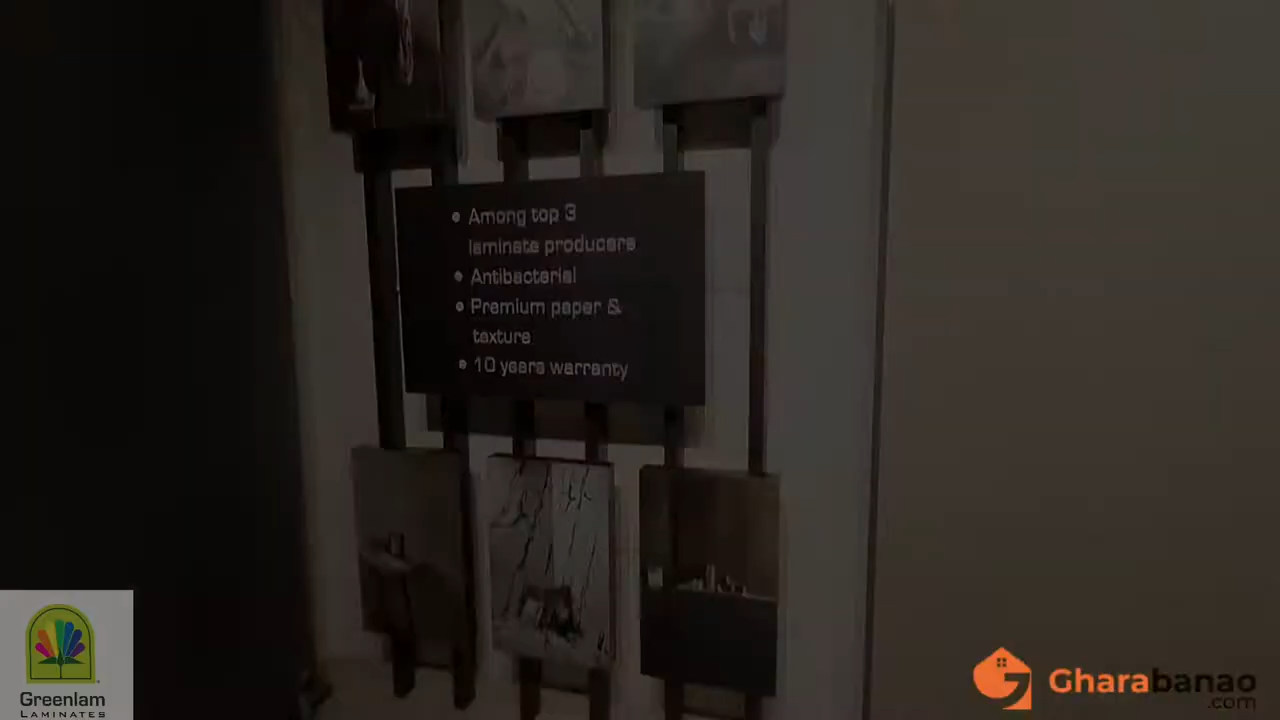 • Among top 3
laminate producers
• Antibacterial
• Premium paper &
texture
• 10 years warranty
Greenlam
LAMINATES
Gharabanao
.com